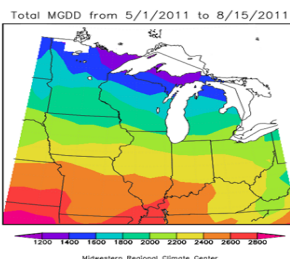 Total MGDD from 5/1/2011 to 8/15/2011
1200 1400 1600 1800 2000 2200 2400 2600 2800
Midwestern Regional Climate Center